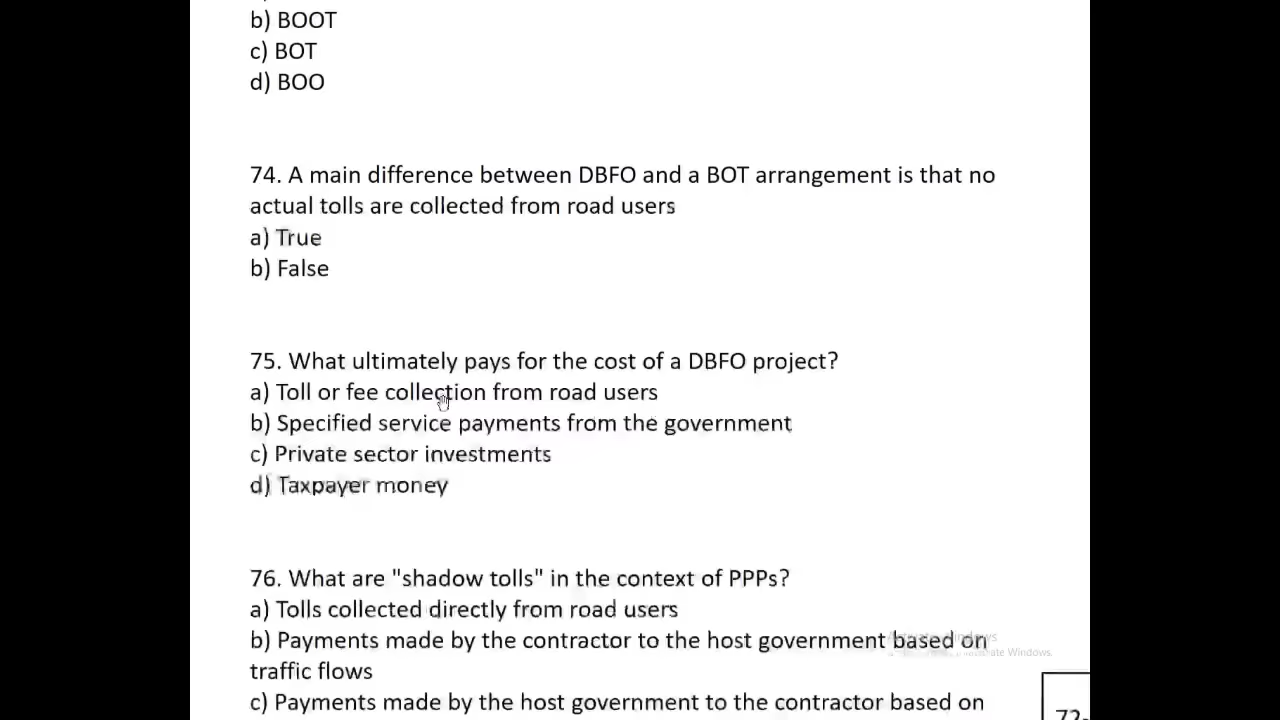 b) BOOT
c) BOT
d) BOO
74. A main difference between DBFO and a BOT arrangement is that no
actual tolls are collected from road users
a) True
b) False
75. What ultimately pays for the cost of a DBFO project?
a) Toll or fee collection from road users
b) Specified service payments from the government
c) Private sector investments
d) Taxpayer money
76. What are "shadow tolls" in the context of PPPs?
a) Tolls collected directly from road users
b) Payments made by the contractor to the host government based on
traffic flows
c) Payments made by the host government to the contractor based on